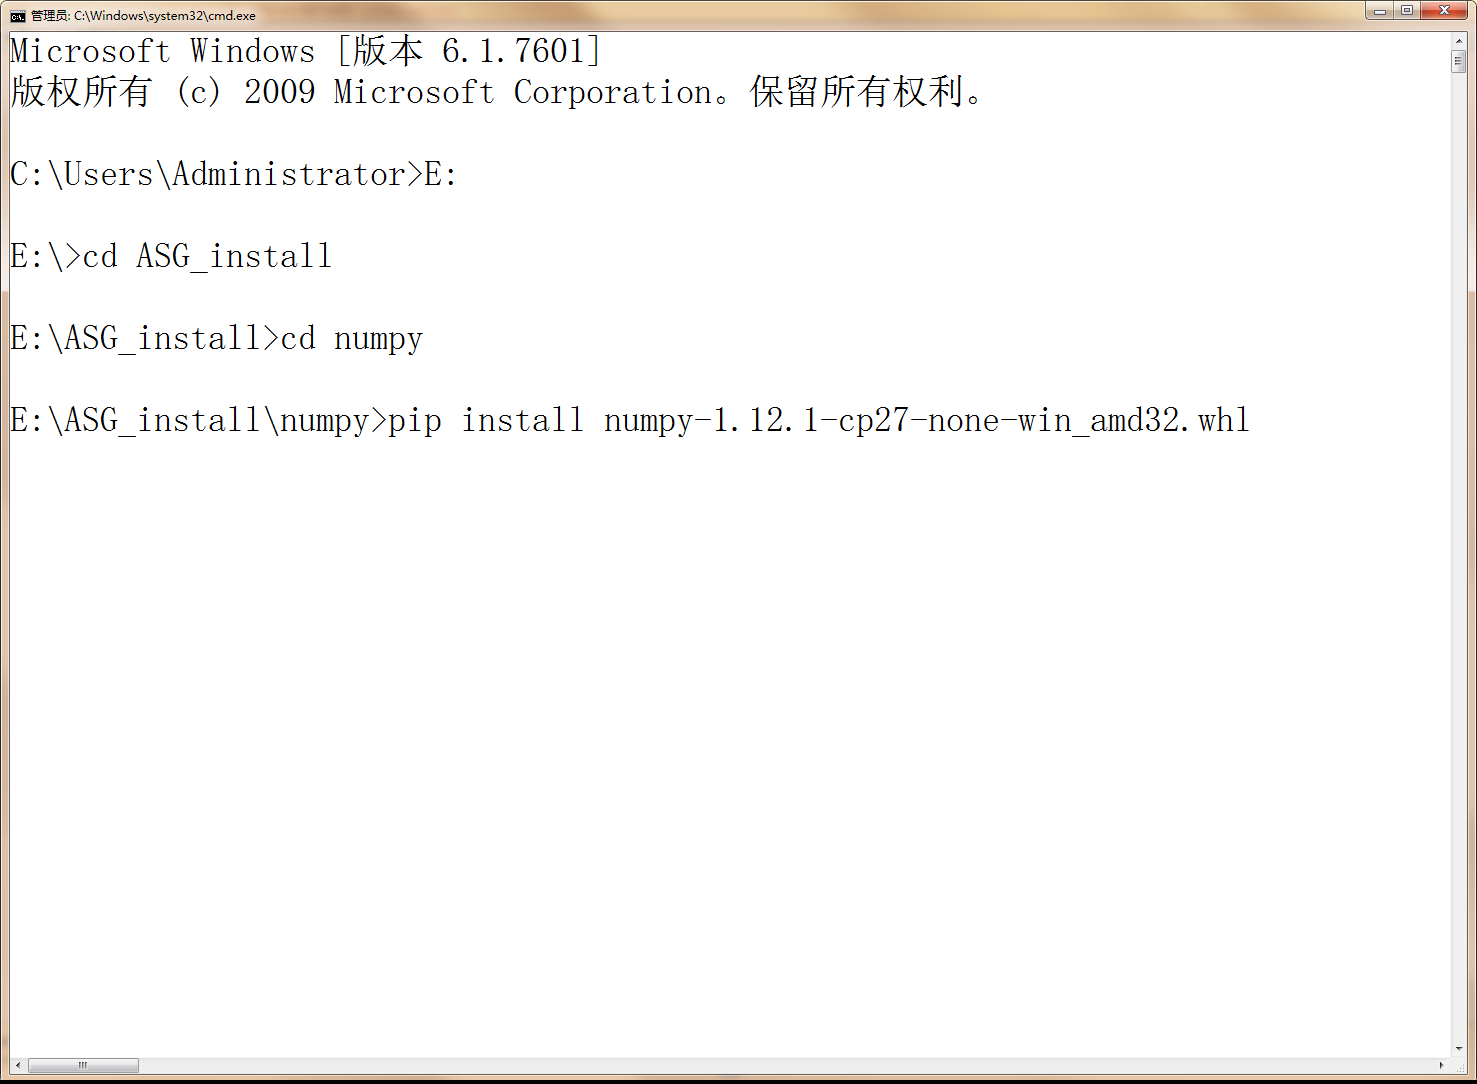 管理员: C:\Windows\system32\cmd.exe
Microsoft Windows [版本 6.1.7601]
版权所有 (c) 2009 Microsoft Corporation。保留所有权利。
C:\Users\Administrator>E:
E:\>cd ASG_install
E:\ASG_install>cd numpy
E:\ASG_install\numpy>pip install numpy-1.12.1-cp27-none-win_amd32.whl